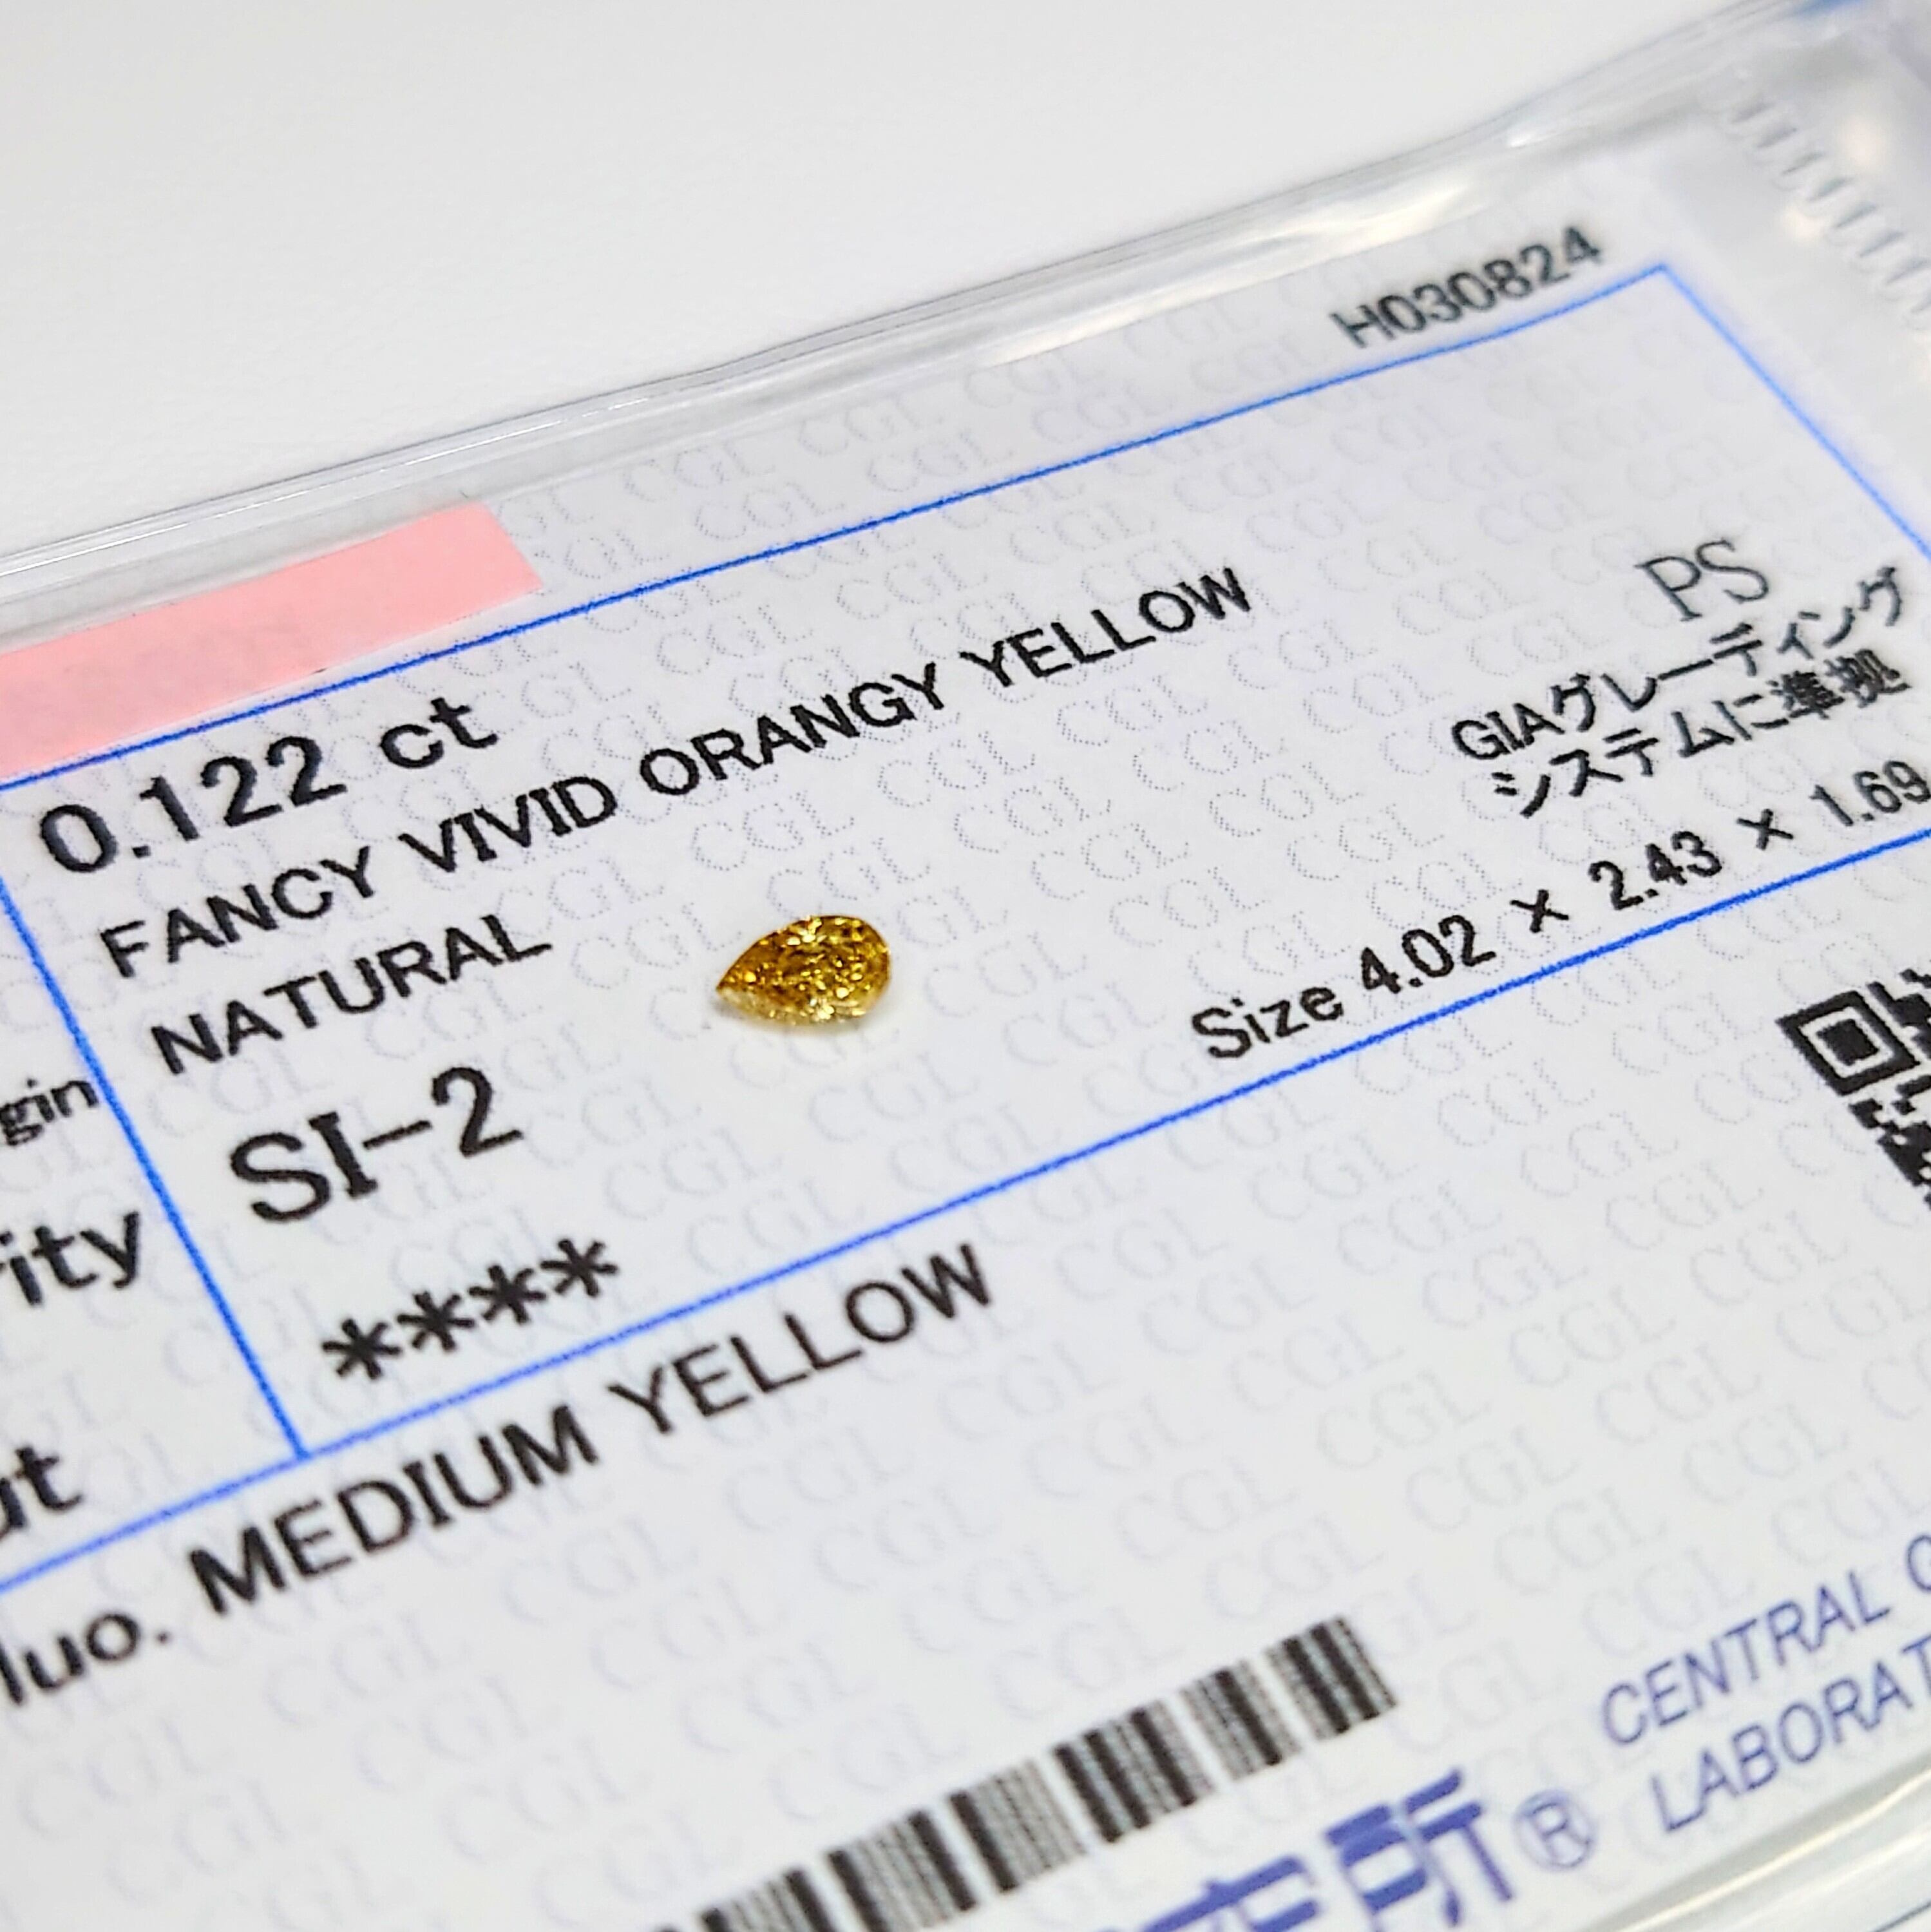 H030824
0.122 ct
FANCY VIVID ORANGY YELLOW
NATURAL
PS
GIAグレーディング
システムに準拠
SI-2
Size 4.02 × 2.43 × 1.69
****
luo. MEDIUM YELLOW
CENTRAL
LABORAT
所®
gin
ity
ut
CGL